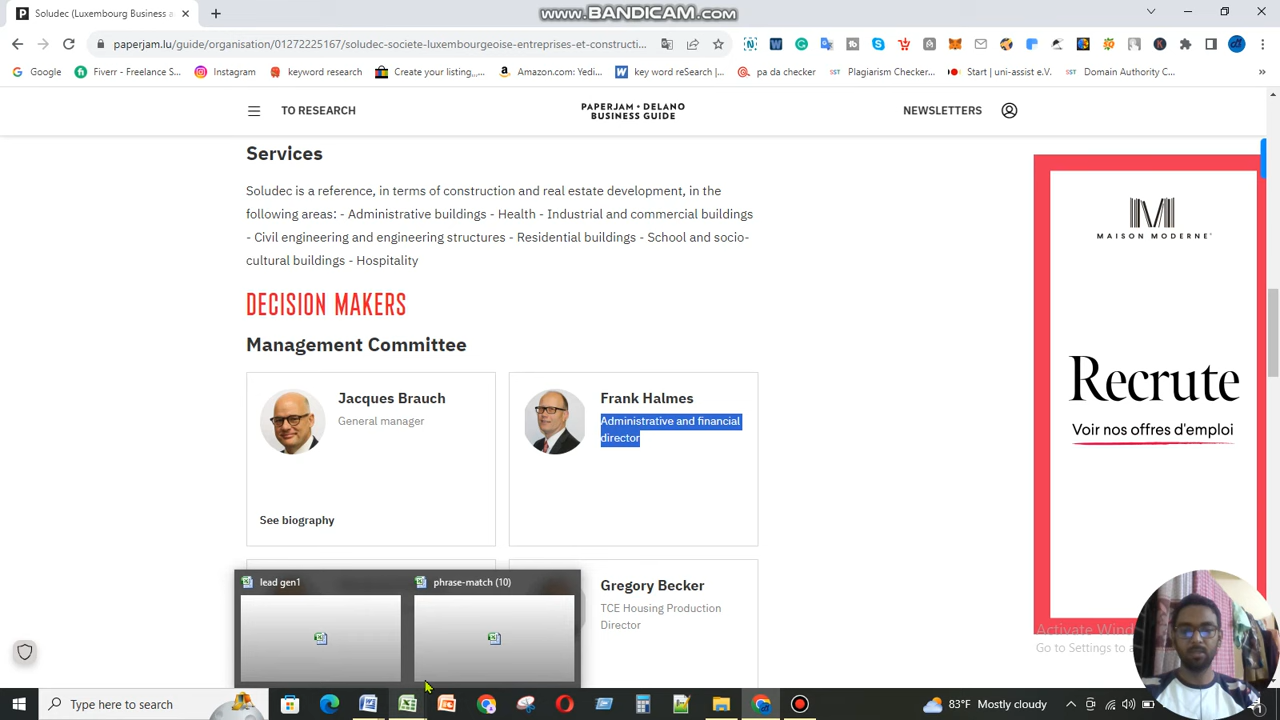 Soludec (Luxembourg Business a
www.BANDICAM.com
paperjam.lu/guide/organisation/01272225167/soludec-societe-luxembourgeoise-entreprises-et-constructi...
Google
Fiverr - Freelance S...
Instagram
keyword research
Create your listing,...
Amazon.com: Yedi...
key word reSearch |...
pa da checker
Plagiarism Checker...
Start | uni-assist e.V.
Domain Authority C...
TO RESEARCH
PAPERJAM • DELANO
BUSINESS GUIDE
NEWSLETTERS
Services
Soludec is a reference, in terms of construction and real estate development, in the
following areas: - Administrative buildings - Health - Industrial and commercial buildings
- Civil engineering and engineering structures - Residential buildings - School and socio-
cultural buildings - Hospitality
DECISION MAKERS
Management Committee
Jacques Brauch
General manager
See biography
Frank Halmes
Administrative and financial
director
Gregory Becker
TCE Housing Production
Director
MAISON MODERNE
Recrute
Voir nos offres d'emploi
lead gen1
phrase-match (10)
Activate Wind
Go to Settings to a
Type here to search
83°F Mostly cloudy